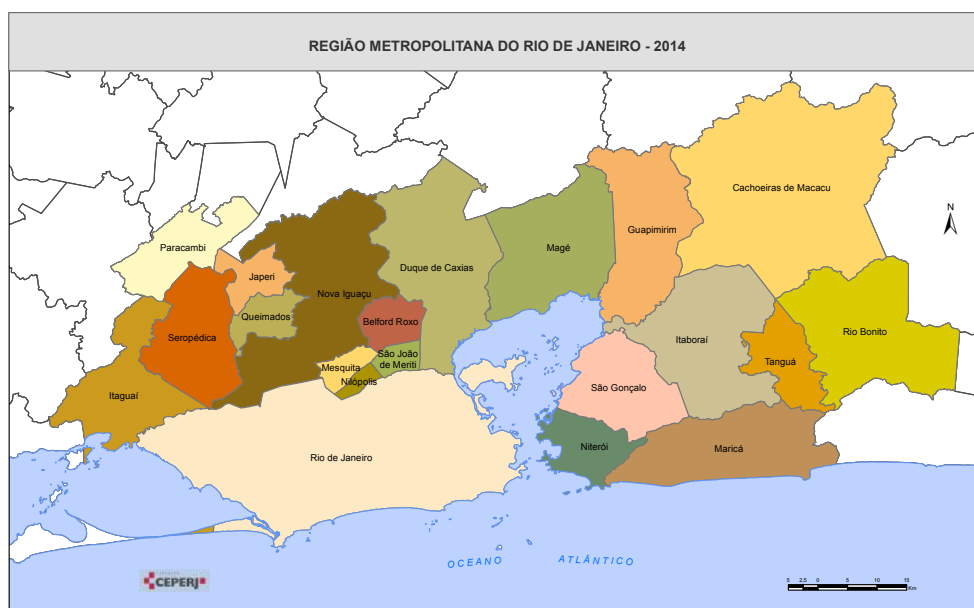 REGIÃO METROPOLITANA DO RIO DE JANEIRO - 2014
Cachoeiras de Macacu
N
Guapimirim
Magé
Paracambi
Duque de Caxias
Japeri
Nova Iguaçu
Queimados
Belford Roxo
Seropédica
Rio Bonito
Itaboraí
São João
de Meriti
Tanguá
Mesquita
Nilópolis
São Gonçalo
Itaguaí
Niterói
Maricá
Rio de Janeiro
OCEANO ATLÂNTICO
CEPERJ
5 2,5 0 5 10 15
Km